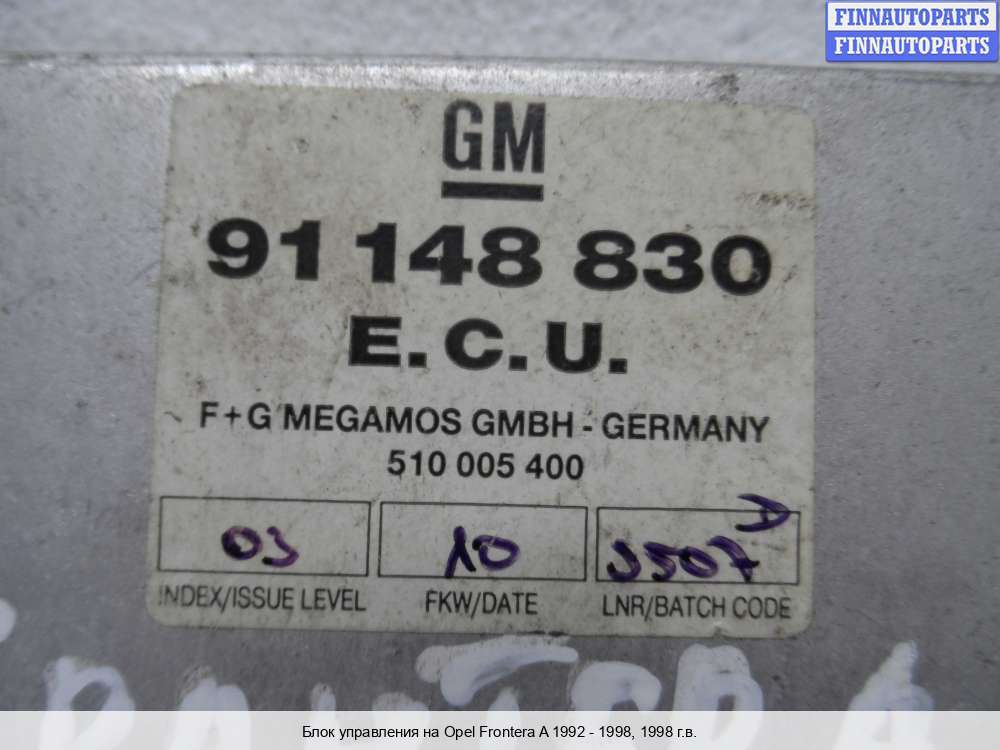 FINNAUTOPARTS
FINNAUTOPARTS
GM
91 148 830
E. C. U.
F+G MEGAMOS GMBH - GERMANY
510 005 400
03 10 3507 D
INDEX/ISSUE LEVEL FKW/DATE LNR/BATCH CODE
Блок управления на Opel Frontera A 1992 - 1998, 1998 г.в.